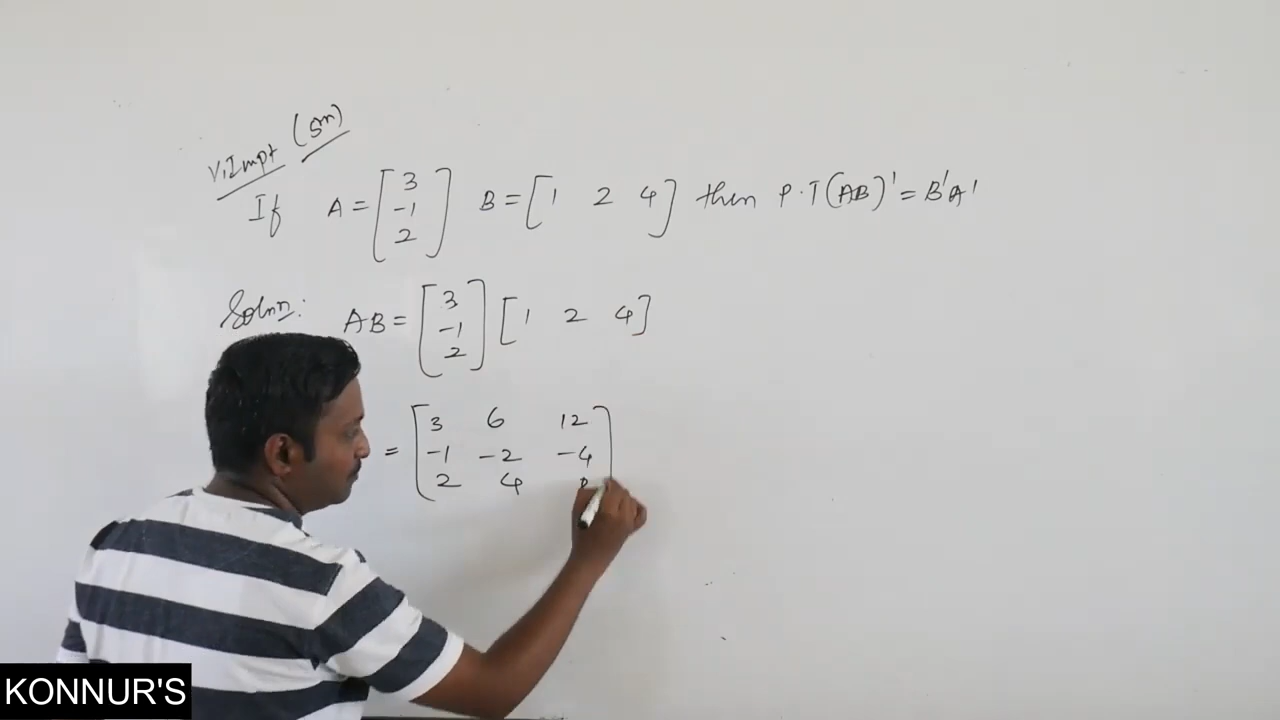 V.Impt (5m)
If A = [3 -1 2] B = [1 2 4] then P.T (AB)' = B'A'
Soln: AB = [3 -1 2] [1 2 4]
= [3 6 12
-1 -2 -4
2 4
KONNUR'S